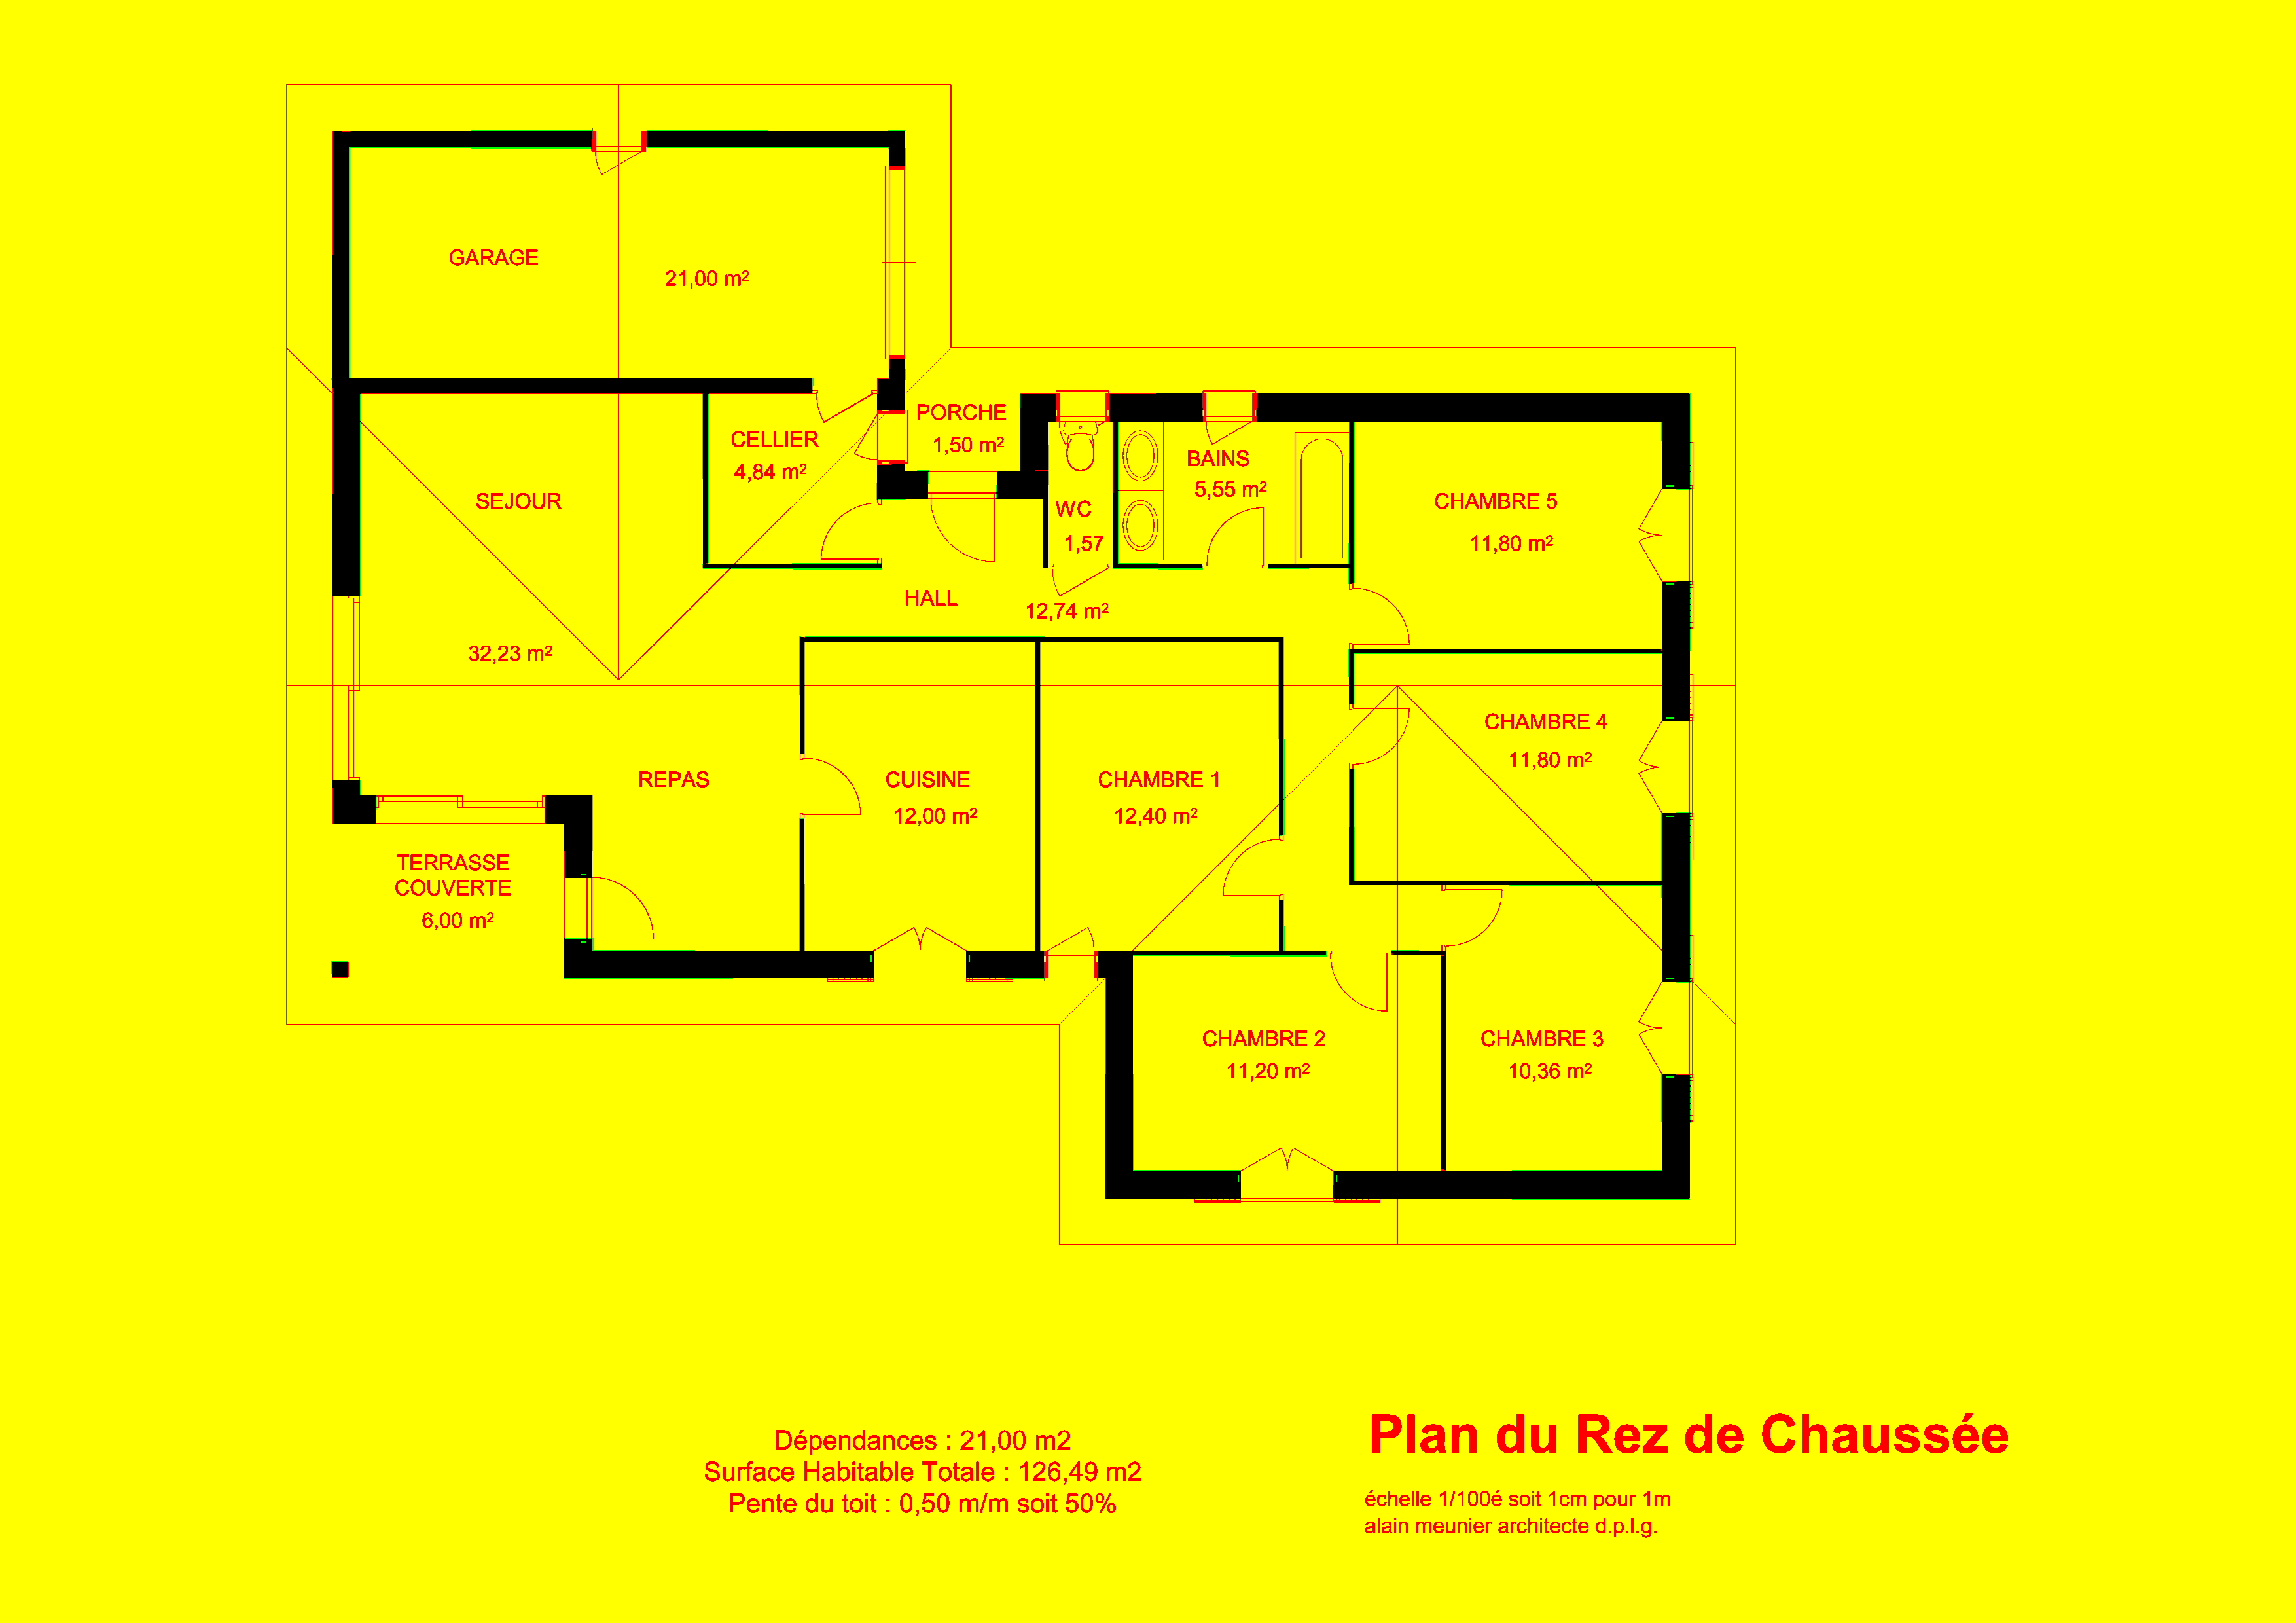 GARAGE
21,00 m²
PORCHE
1,50 m²
CELLIER
4,84 m²
SEJOUR
32,23 m²
WC
1,57
BAINS
5,55 m²
CHAMBRE 5
11,80 m²
HALL
12,74 m²
CHAMBRE 4
11,80 m²
REPAS
CUISINE
12,00 m²
CHAMBRE 1
12,40 m²
TERRASSE
COUVERTE
6,00 m²
CHAMBRE 2
11,20 m²
CHAMBRE 3
10,36 m²
Dépendances : 21,00 m2
Surface Habitable Totale : 126,49 m2
Pente du toit : 0,50 m/m soit 50%
Plan du Rez de Chaussée
échelle 1/100é soit 1cm pour 1m
alain meunier architecte d.p.l.g.